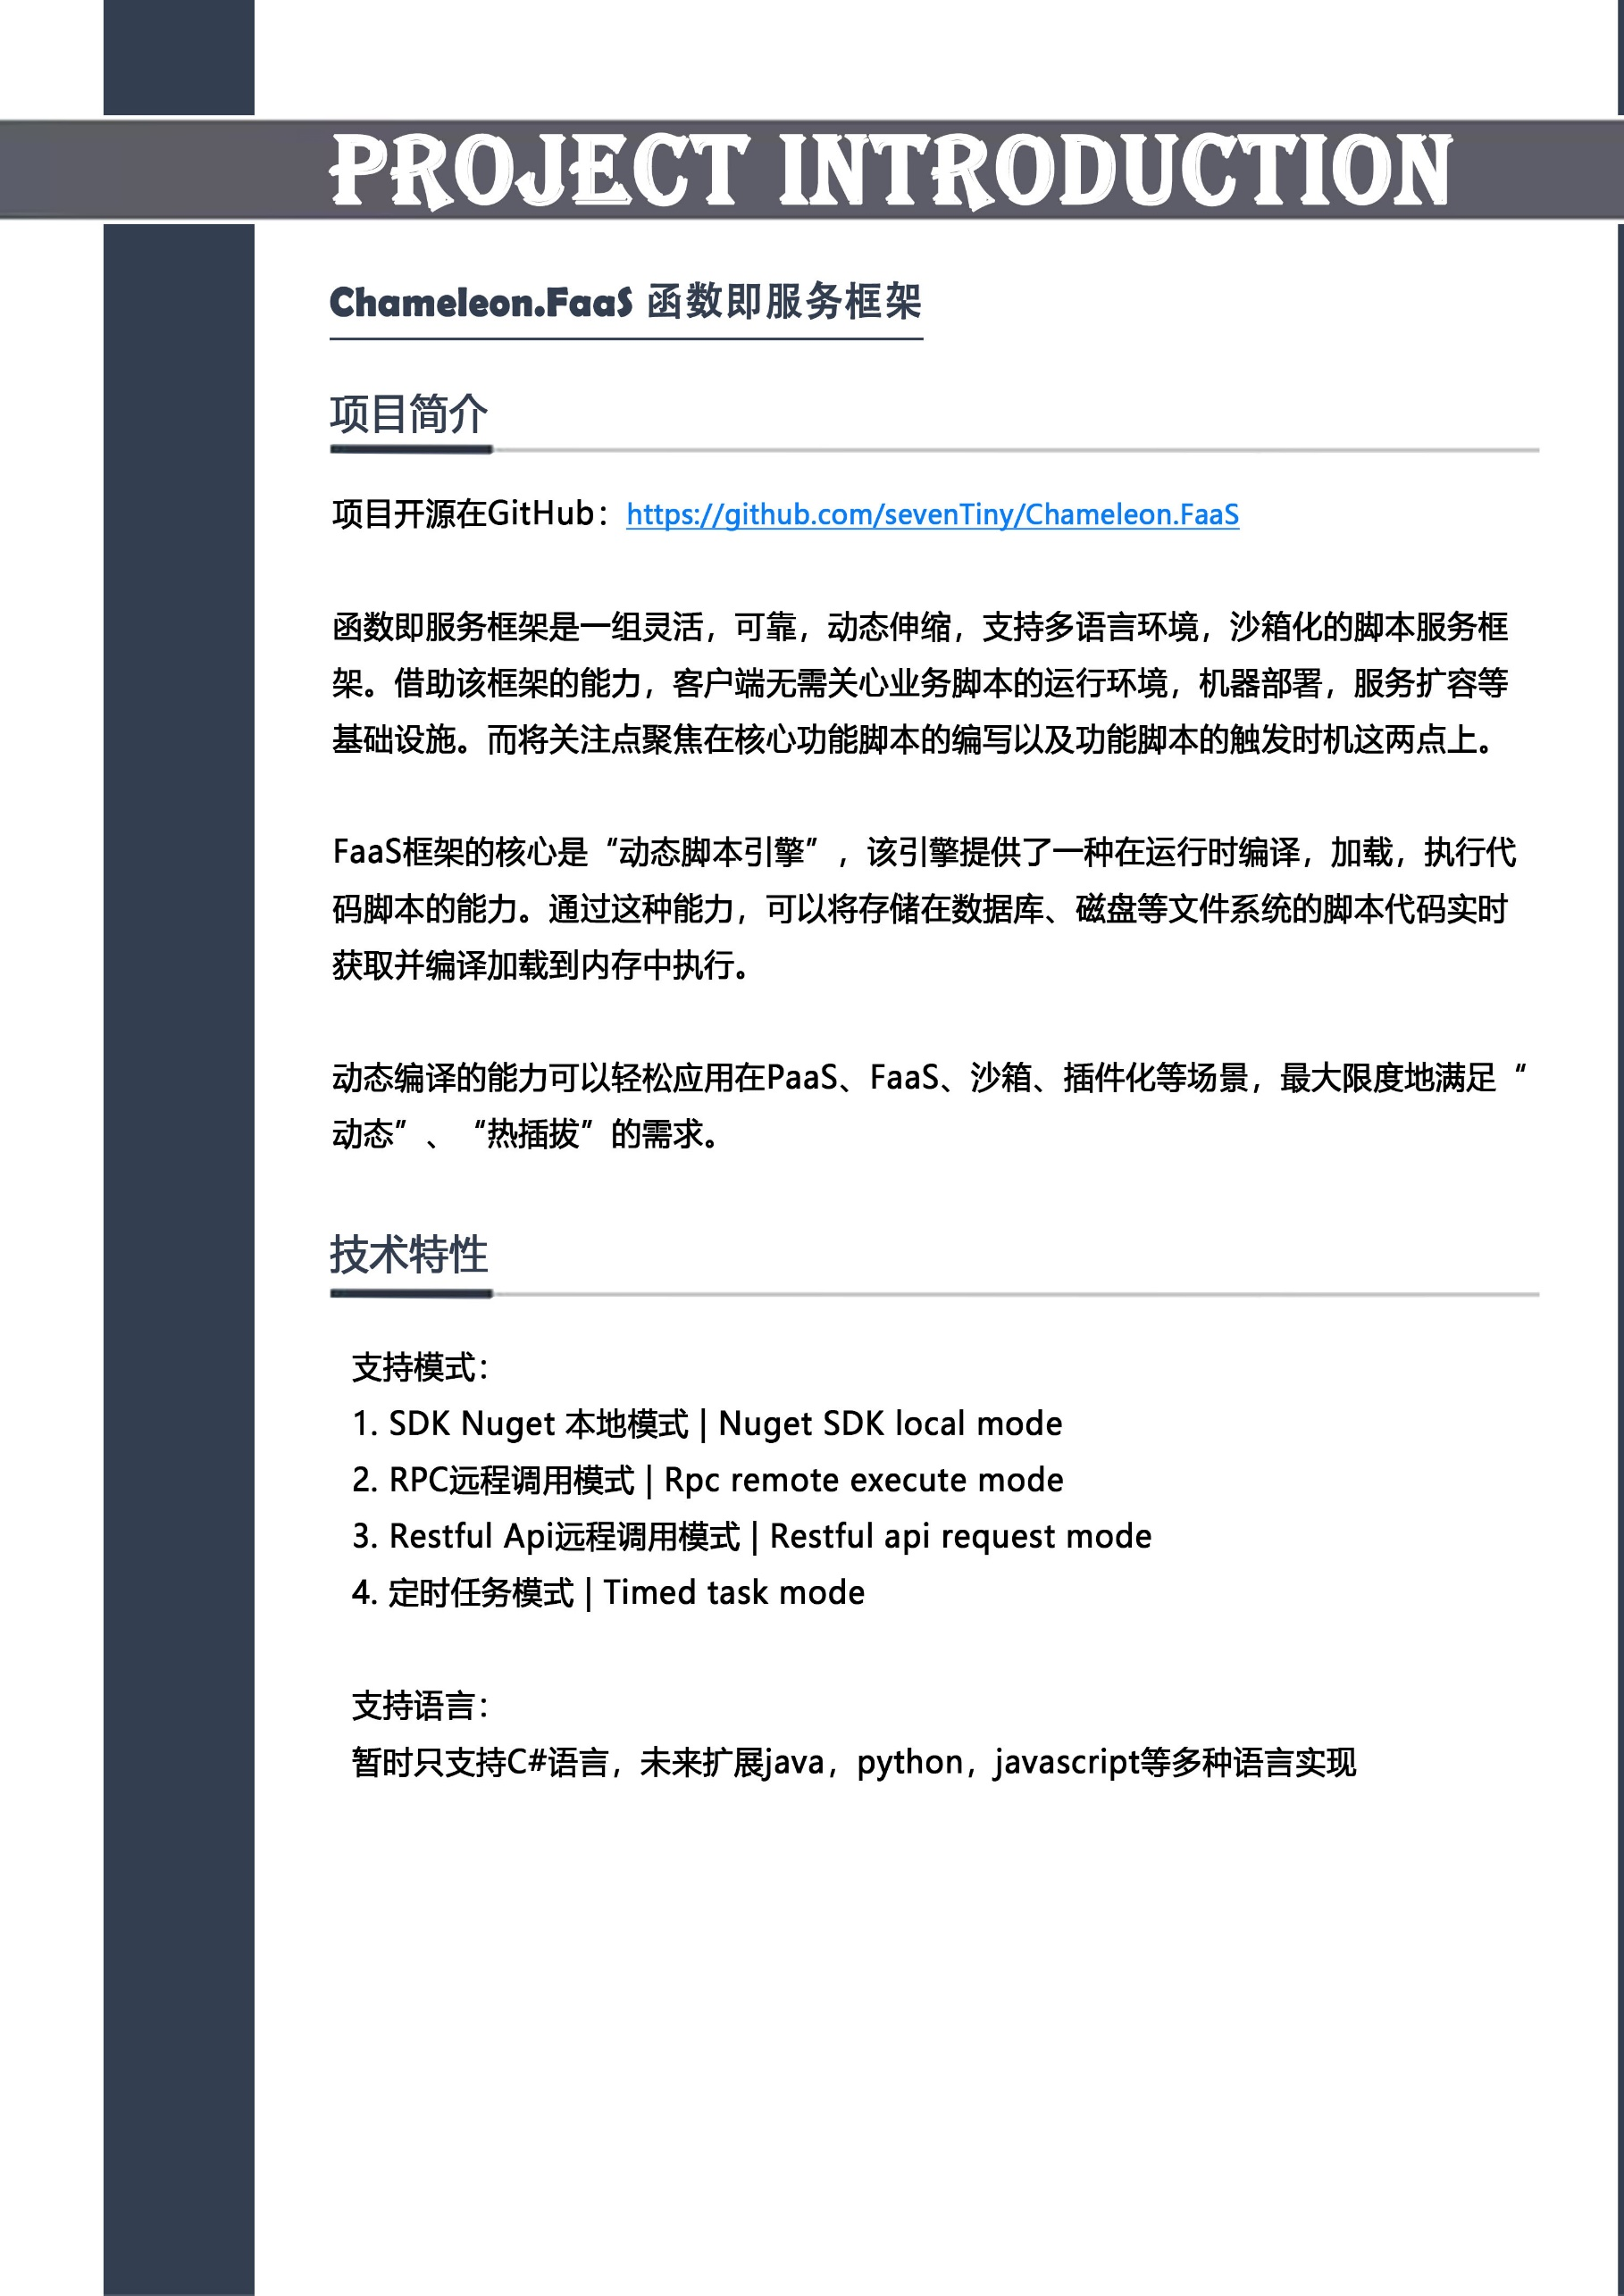 PROJECT INTRODUCTION
Chameleon.FaaS 函数即服务框架
项目简介
项目开源在GitHub：https://github.com/sevenTiny/Chameleon.FaaS
函数即服务框架是一组灵活，可靠，动态伸缩，支持多语言环境，沙箱化的脚本服务框
架。借助该框架的能力，客户端无需关心业务脚本的运行环境，机器部署，服务扩容等
基础设施。而将关注点聚焦在核心功能脚本的编写以及功能脚本的触发时机这两点上。
FaaS框架的核心是“动态脚本引擎”，该引擎提供了一种在运行时编译，加载，执行代
码脚本的能力。通过这种能力，可以将存储在数据库、磁盘等文件系统的脚本代码实时
获取并编译加载到内存中执行。
动态编译的能力可以轻松应用在PaaS、FaaS、沙箱、插件化等场景，最大限度地满足“
动态”、“热插拔”的需求。
技术特性
支持模式：
1. SDK Nuget 本地模式 | Nuget SDK local mode
2. RPC远程调用模式 | Rpc remote execute mode
3. Restful Api远程调用模式 | Restful api request mode
4. 定时任务模式 | Timed task mode
支持语言：
暂时只支持C#语言，未来扩展java，python，javascript等多种语言实现